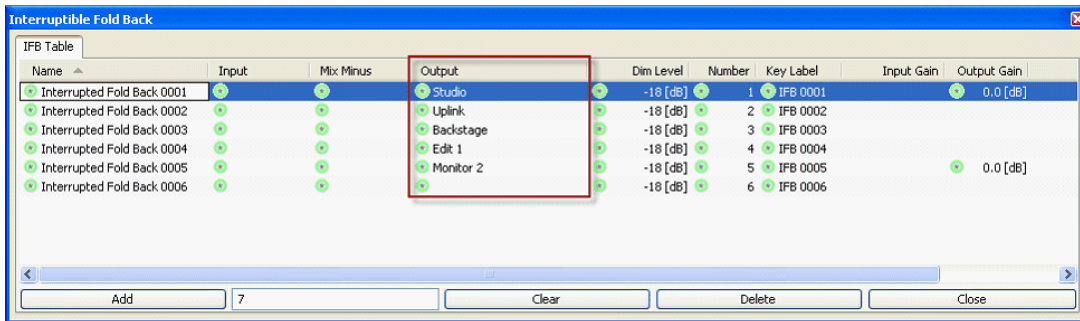 Interruptible Fold Back
IFB Table
Name Input Mix Minus Output Dim Level Number Key Label Input Gain Output Gain
Interrupted Fold Back 0001 Studio -18 [dB] 1 IFB 0001 0.0 [dB]
Interrupted Fold Back 0002 Uplink -18 [dB] 2 IFB 0002
Interrupted Fold Back 0003 Backstage -18 [dB] 3 IFB 0003
Interrupted Fold Back 0004 Edit 1 -18 [dB] 4 IFB 0004
Interrupted Fold Back 0005 Monitor 2 -18 [dB] 5 IFB 0005 0.0 [dB]
Interrupted Fold Back 0006 -18 [dB] 6 IFB 0006
Add 7 Clear Delete Close